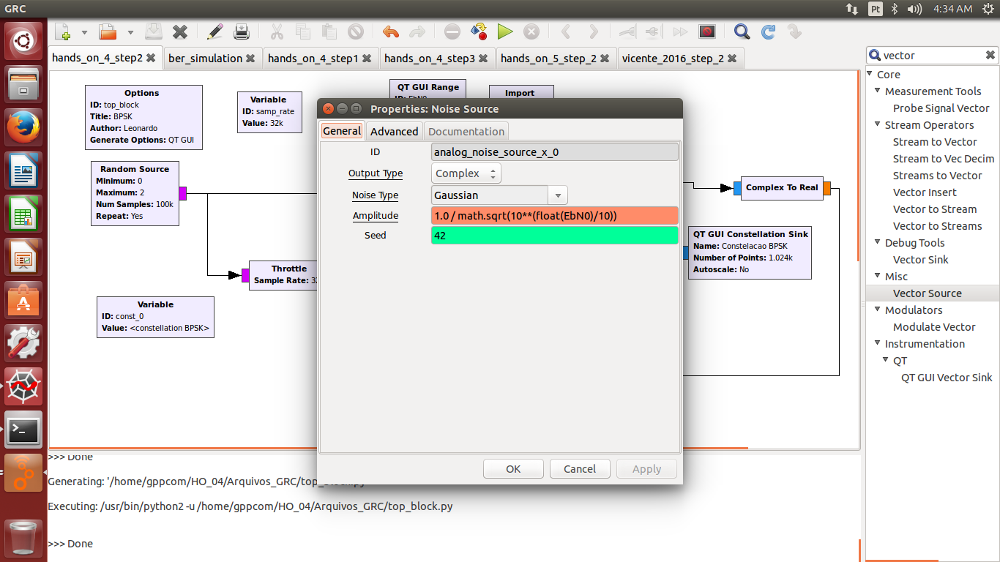 GRC
Pt
4:34 AM
hands_on_4_step2
ber_simulation
hands_on_4_step1
hands_on_4_step3
hands_on_5_step_2
vicente_2016_step_2
vector
Options
ID: top_block
Title: BPSK
Author: Leonardo
Generate Options: QT GUI
Variable
ID: samp_rate
Value: 32k
QT GUI Range
Import
Random Source
Minimum: 0
Maximum: 2
Num Samples: 100k
Repeat: Yes
Throttle
Sample Rate: 32
Variable
ID: const_0
Value: <constellation BPSK>
Properties: Noise Source
General
Advanced
Documentation
ID
analog_noise_source_x_0
Output Type
Complex
Noise Type
Gaussian
Amplitude
1.0 / math.sqrt(10**(float(EbN0)/10))
Seed
42
OK
Cancel
Apply
Complex To Real
QT GUI Constellation Sink
Name: Constelacao BPSK
Number of Points: 1.024k
Autoscale: No
Core
Measurement Tools
Probe Signal Vector
Stream Operators
Stream to Vector
Stream to Vec Decim
Streams to Vector
Vector Insert
Vector to Stream
Vector to Streams
Debug Tools
Vector Sink
Misc
Vector Source
Modulators
Modulate Vector
Instrumentation
QT
QT GUI Vector Sink
>>> Done
Generating: '/home/gppcom/HO_04/Arquivos_GRC/top_block.py'
Executing: /usr/bin/python2 -u /home/gppcom/HO_04/Arquivos_GRC/top_block.py
>>> Done